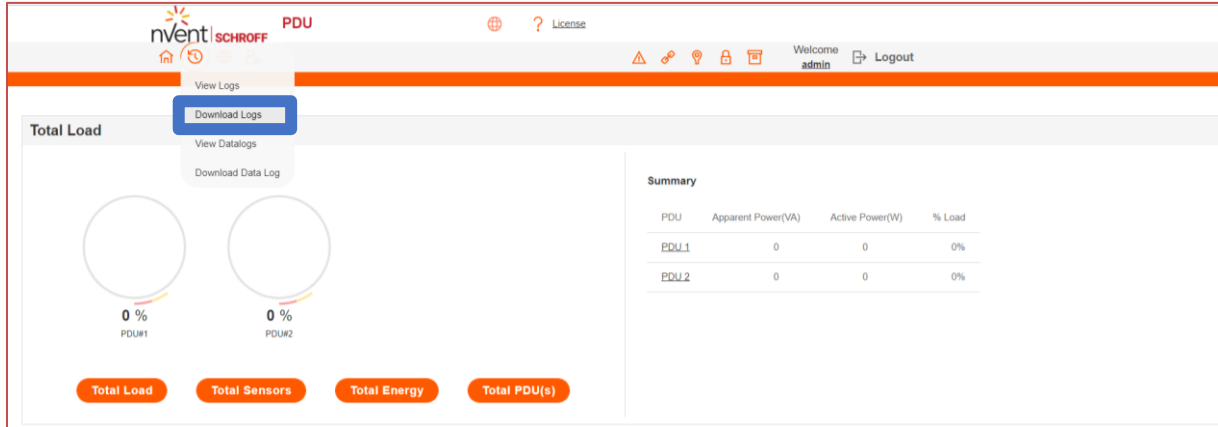 nVent SCHROFF PDU
? License
Welcome
admin
Logout
View Logs
Download Logs
View Datalogs
Download Data Log
Total Load
0 %
PDU#1
0 %
PDU#2
Total Load Total Sensors Total Energy Total PDU(s)
Summary
PDU Apparent Power(VA) Active Power(W) % Load
PDU 1 0 0 0%
PDU 2 0 0 0%